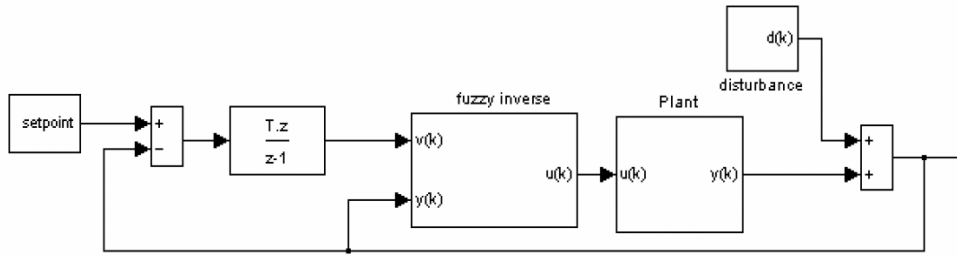 d(k)
disturbance
setpoint
+
−
T.z
z-1
fuzzy inverse
v(k)
y(k)
u(k)
Plant
u(k)
y(k)
+
+